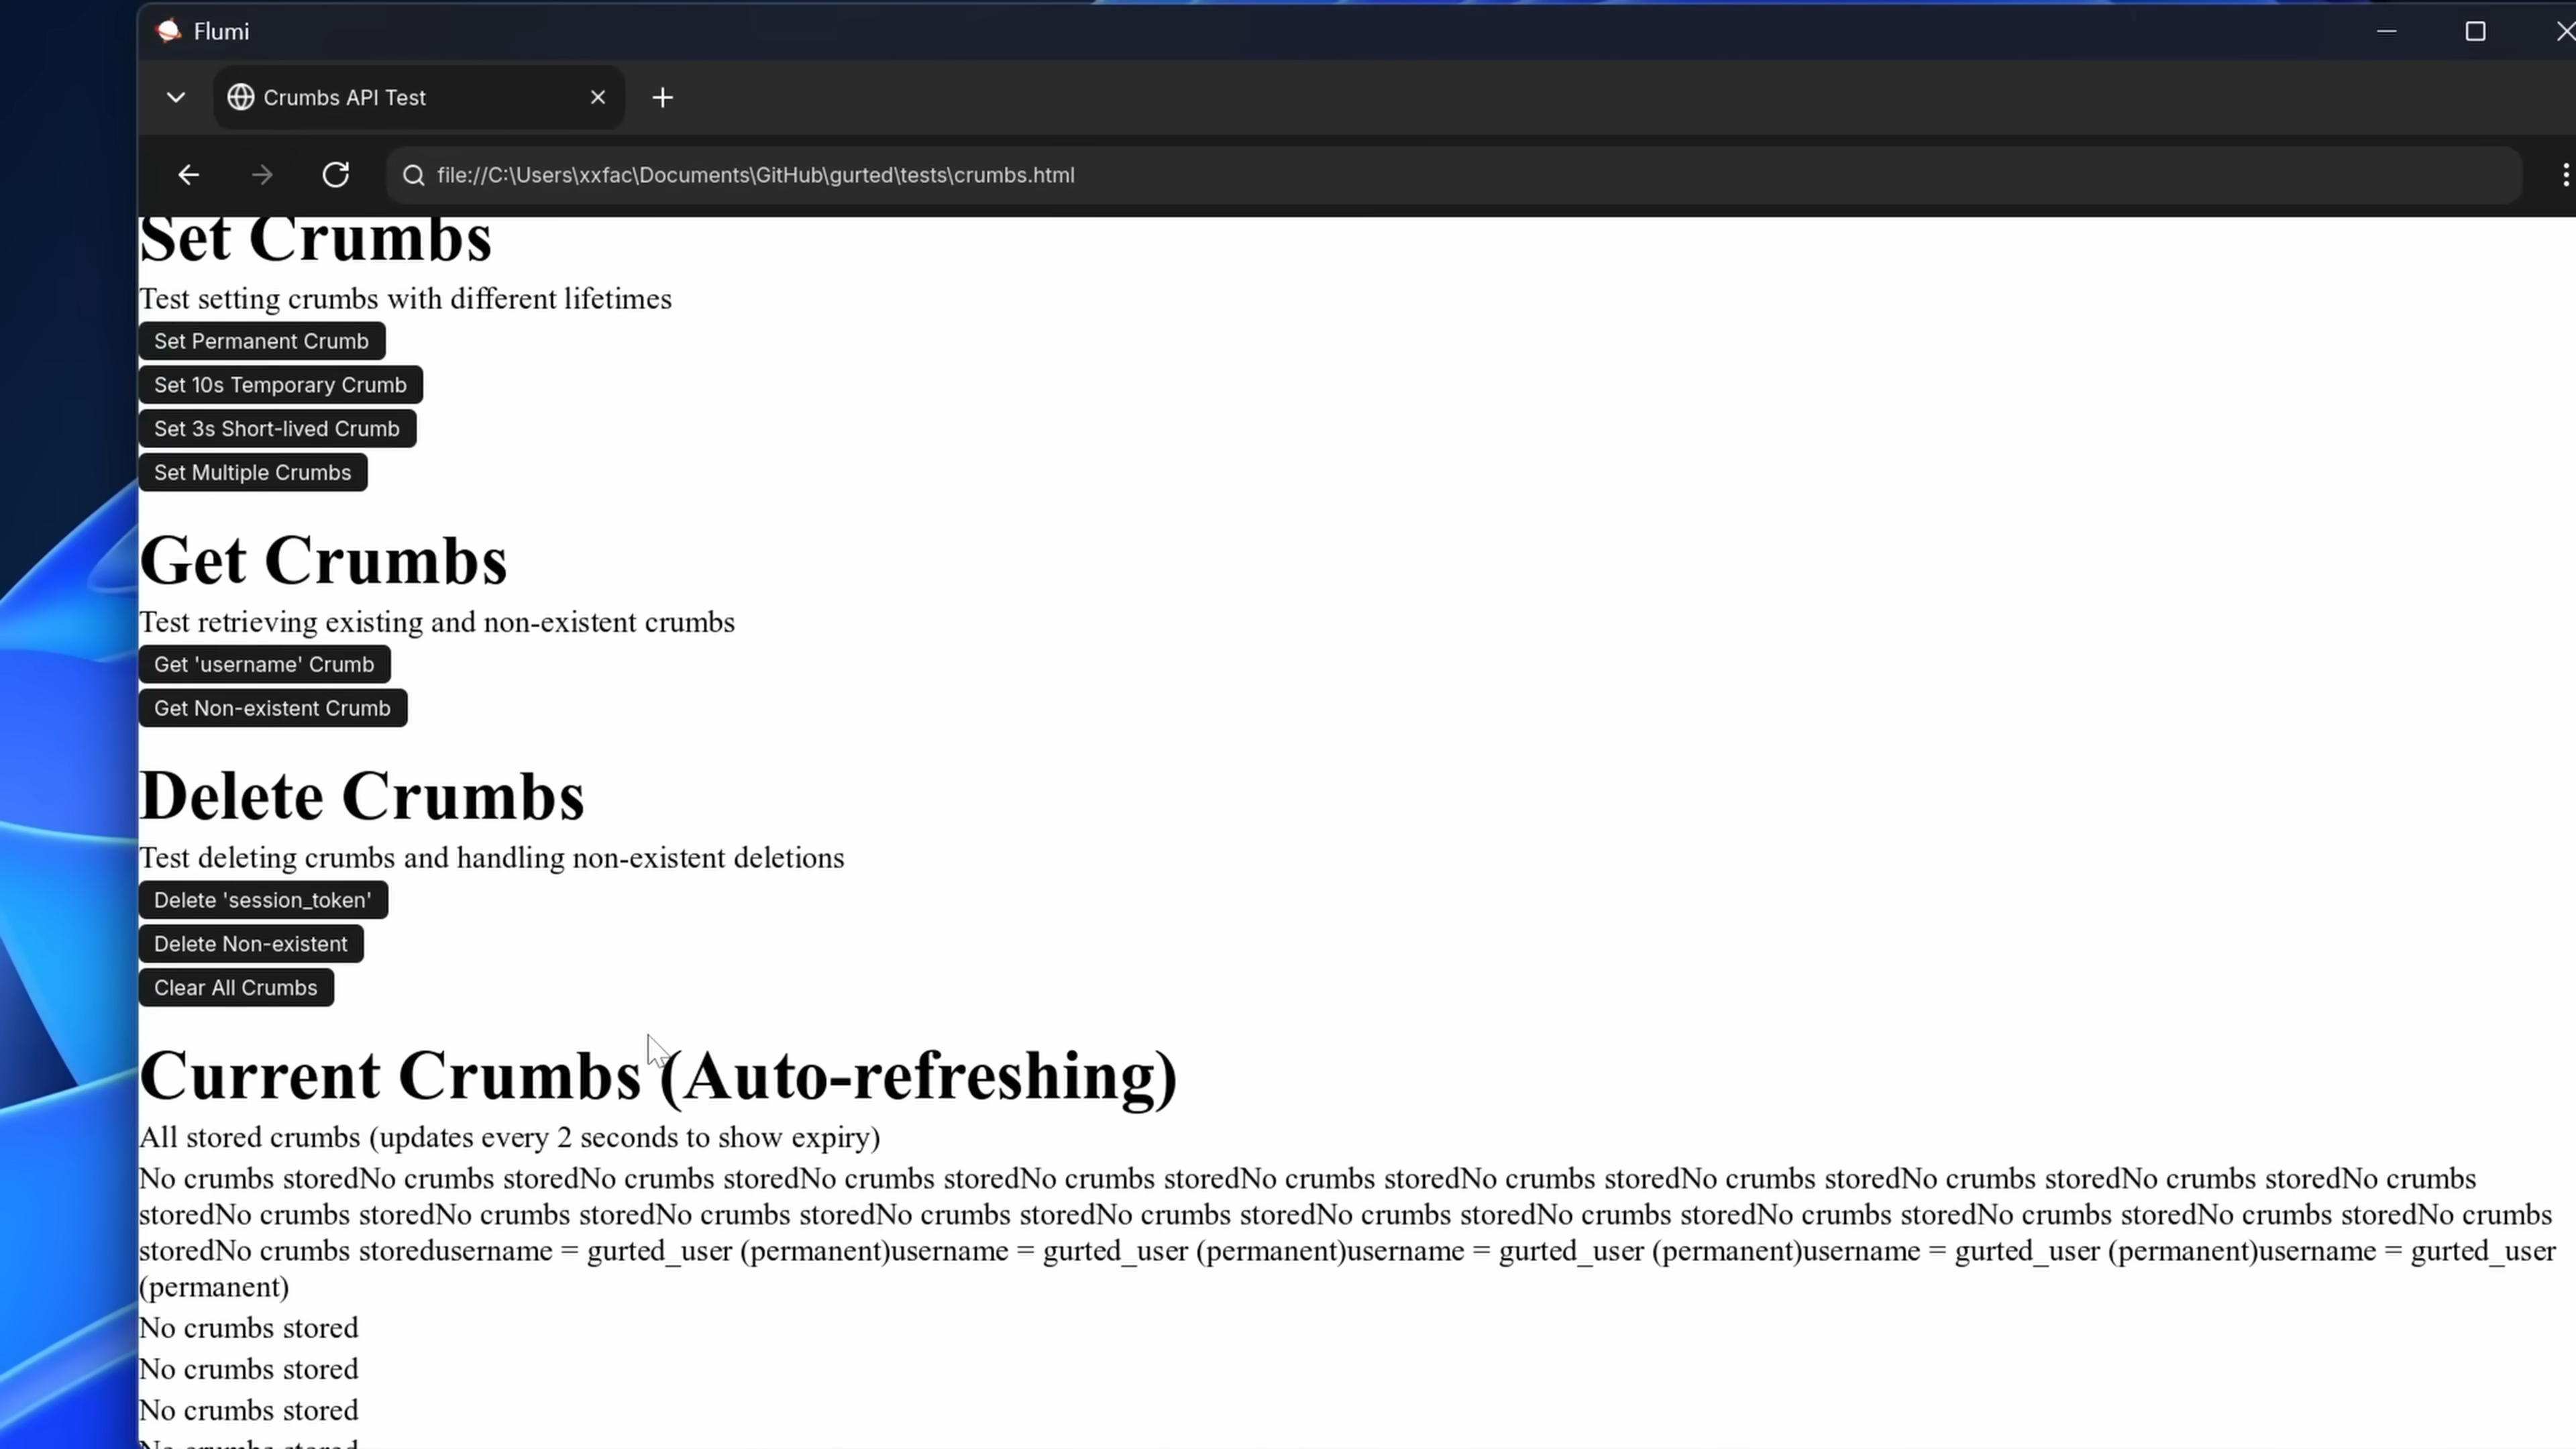 Flumi
Crumbs API Test
file://C:\Users\xxfac\Documents\GitHub\gurted\tests\crumbs.html
Set Crumbs
Test setting crumbs with different lifetimes
Set Permanent Crumb
Set 10s Temporary Crumb
Set 3s Short-lived Crumb
Set Multiple Crumbs
Get Crumbs
Test retrieving existing and non-existent crumbs
Get 'username' Crumb
Get Non-existent Crumb
Delete Crumbs
Test deleting crumbs and handling non-existent deletions
Delete 'session_token'
Delete Non-existent
Clear All Crumbs
Current Crumbs (Auto-refreshing)
All stored crumbs (updates every 2 seconds to show expiry)
No crumbs storedNo crumbs storedNo crumbs storedNo crumbs storedNo crumbs storedNo crumbs storedNo crumbs storedNo crumbs storedNo crumbs storedNo crumbs storedNo crumbs
storedNo crumbs storedNo crumbs storedNo crumbs storedNo crumbs storedNo crumbs storedNo crumbs storedNo crumbs storedNo crumbs storedNo crumbs storedNo crumbs storedNo crumbs
storedNo crumbs storedusername = gurted_user (permanent)username = gurted_user (permanent)username = gurted_user (permanent)username = gurted_user (permanent)username = gurted_user
(permanent)
No crumbs stored
No crumbs stored
No crumbs stored
No crumbs stored